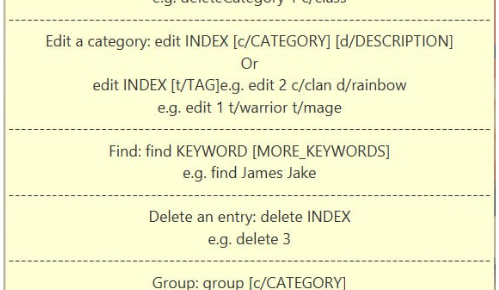 e.g. deleteCategory 1 c/class
Edit a category: edit INDEX [c/CATEGORY] [d/DESCRIPTION]
Or
edit INDEX [t/TAG]e.g. edit 2 c/clan d/rainbow
e.g. edit 1 t/warrior t/mage
Find: find KEYWORD [MORE_KEYWORDS]
e.g. find James Jake
Delete an entry: delete INDEX
e.g. delete 3
Group: group [c/CATEGORY]